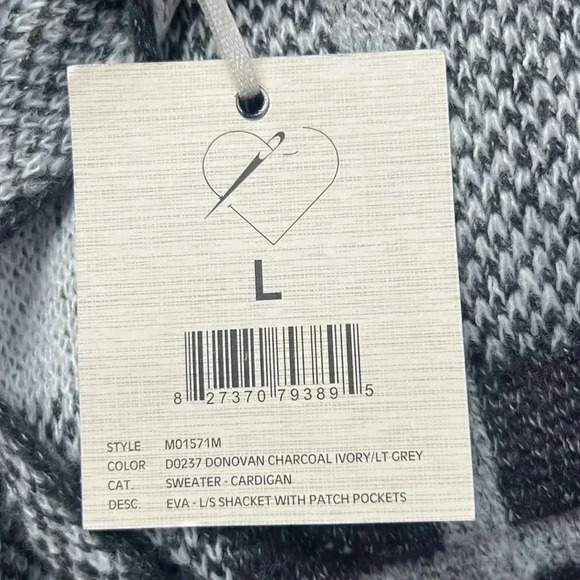 L
8 27370 79389 5
STYLE M01571M
COLOR D0237 DONOVAN CHARCOAL IVORY/LT GREY
CAT. SWEATER - CARDIGAN
DESC. EVA - L/S SHACKET WITH PATCH POCKETS